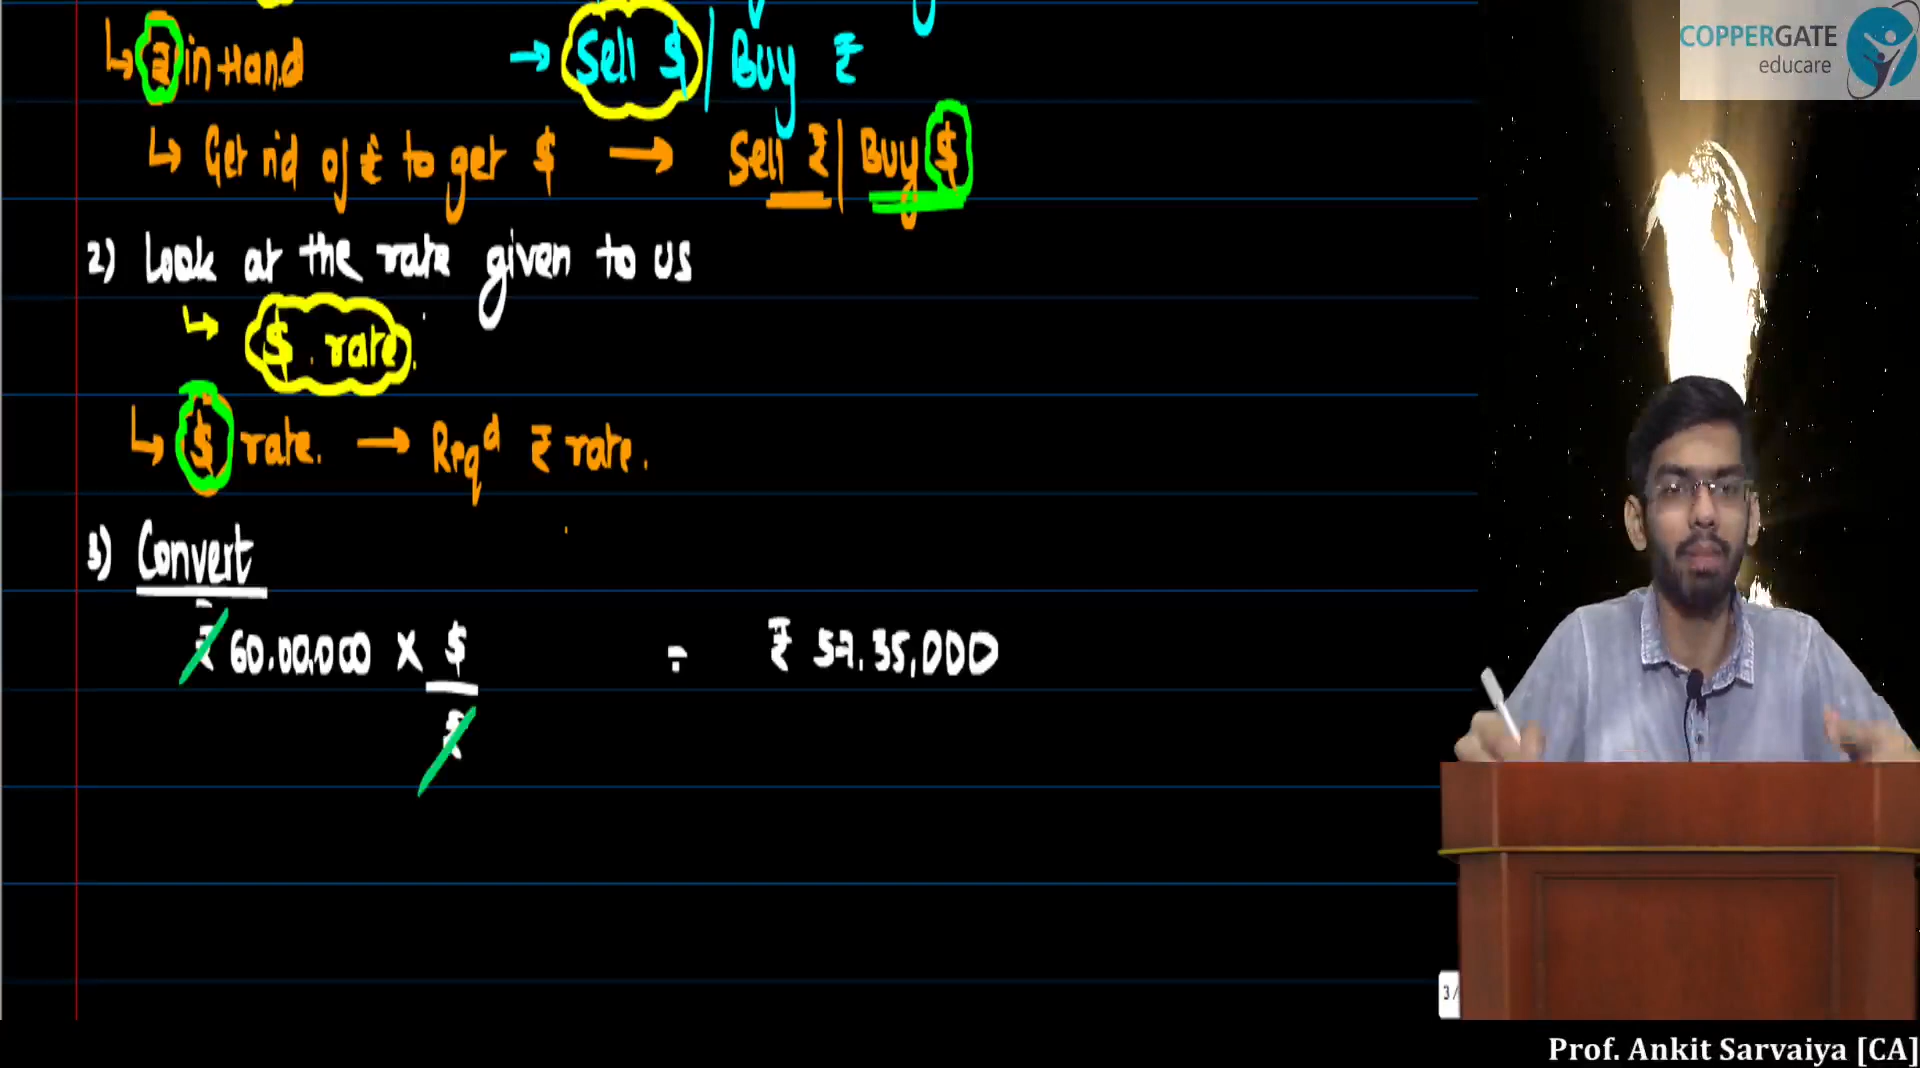 COPPERGATE
educare
↳ ₹ in Hand → Sell $ / Buy ₹
↳ Get rid of ₹ to get $ → Sell ₹ | Buy $
2) Look at the rate given to us
↳ $ rate.
↳ $ rate. → Reqd ₹ rate.
3) Convert
₹ 60,00,000 × $ = ₹ 57,35,000
₹
3/
Prof. Ankit Sarvaiya [CA]